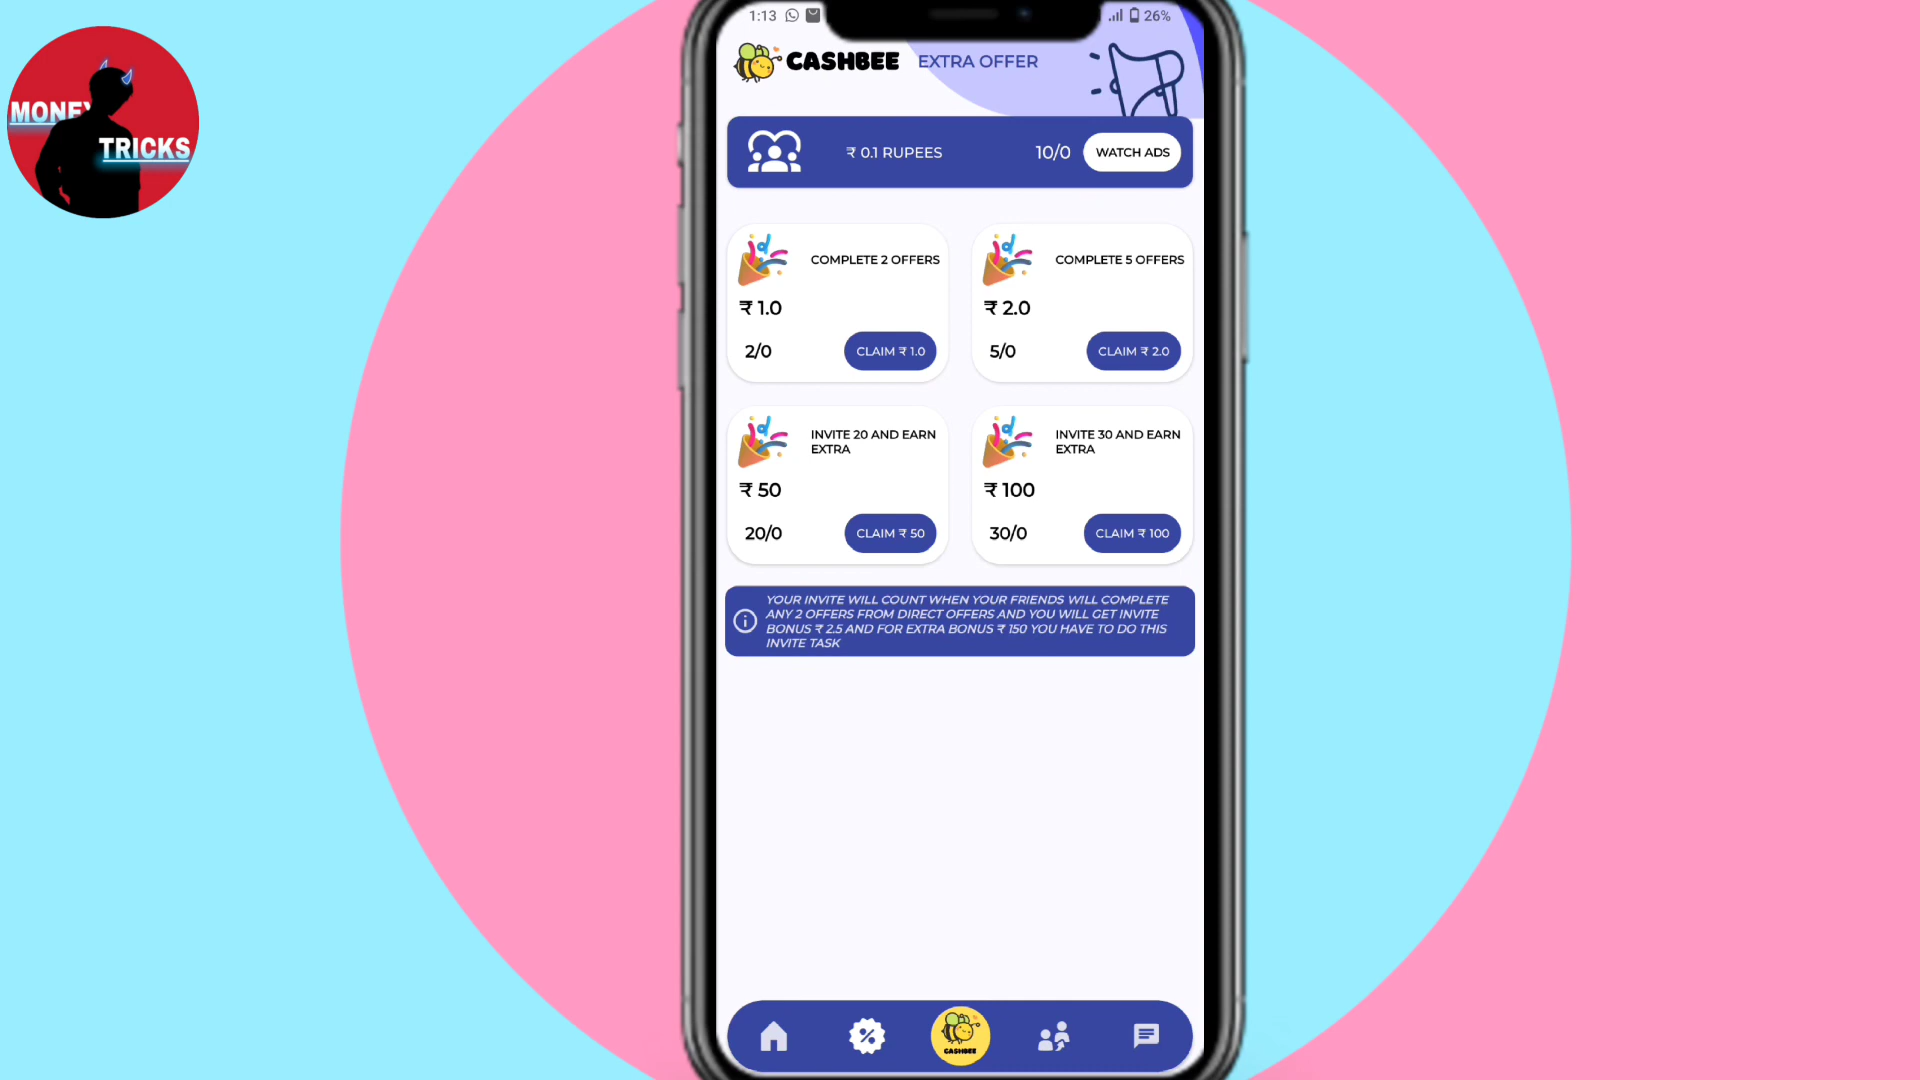 MONEY
TRICKS
1:13
26%
CASHBEE EXTRA OFFER
₹ 0.1 RUPEES 10/0 WATCH ADS
COMPLETE 2 OFFERS
₹ 1.0
2/0 CLAIM ₹ 1.0
COMPLETE 5 OFFERS
₹ 2.0
5/0 CLAIM ₹ 2.0
INVITE 20 AND EARN
EXTRA
₹ 50
20/0 CLAIM ₹ 50
INVITE 30 AND EARN
EXTRA
₹ 100
30/0 CLAIM ₹ 100
YOUR INVITE WILL COUNT WHEN YOUR FRIENDS WILL COMPLETE
ANY 2 OFFERS FROM DIRECT OFFERS AND YOU WILL GET INVITE
BONUS ₹ 2.5 AND FOR EXTRA BONUS ₹ 150 YOU HAVE TO DO THIS
INVITE TASK
CASHBEE